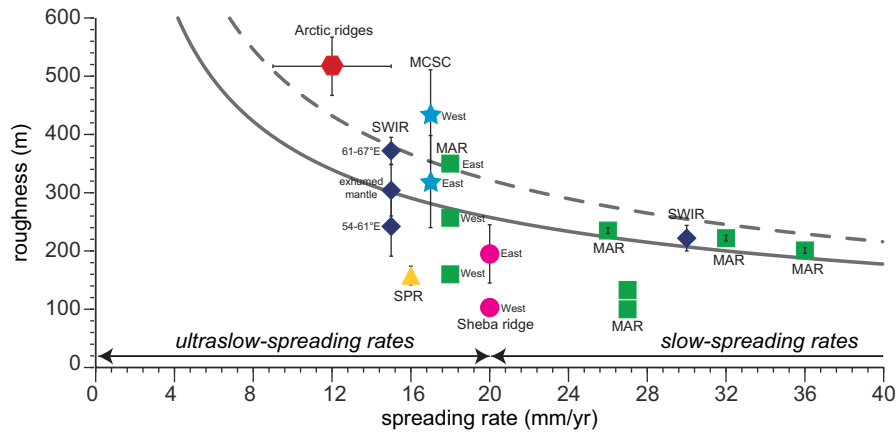 600
500
400
300
200
100
0
roughness (m)
Arctic ridges
MCSC
West
SWIR
61-67°E
MAR
East
exhumed
mantle
East
54-61°E
West
SPR
West
East
West
Sheba ridge
MAR
MAR
SWIR
MAR
MAR
ultraslow-spreading rates
slow-spreading rates
0 4 8 12 16 20 24 28 32 36 40
spreading rate (mm/yr)